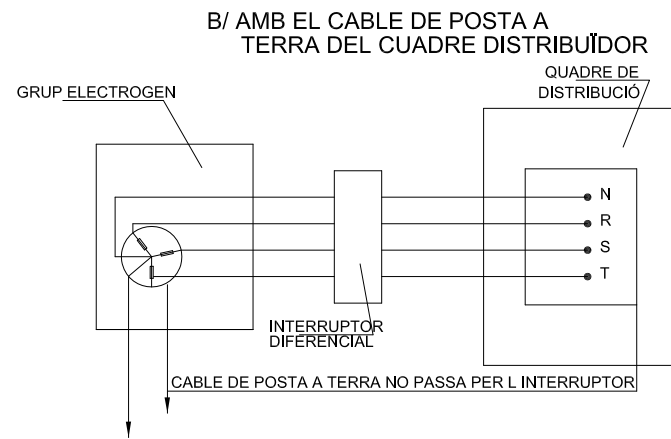 B/ AMB EL CABLE DE POSTA A
TERRA DEL CUADRE DISTRIBUÏDOR
GRUP ELECTROGEN
QUADRE DE
DISTRIBUCIÓ
N
R
S
T
INTERRUPTOR
DIFERENCIAL
CABLE DE POSTA A TERRA NO PASSA PER L INTERRUPTOR